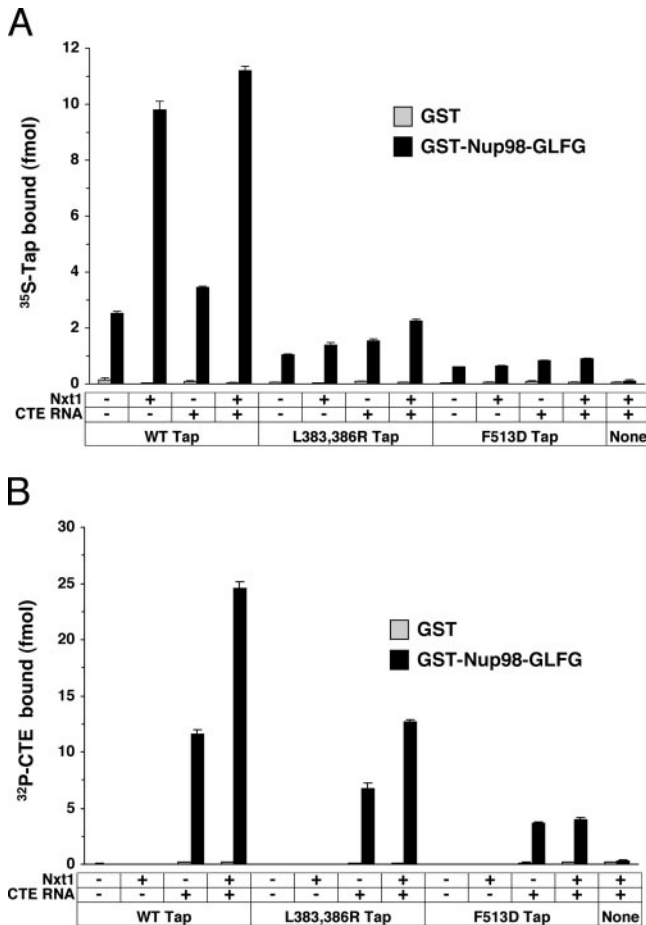 A
12
10
8
6
4
2
0
³⁵S-Tap bound (fmol)
GST
GST-Nup98-GLFG
Nxt1 - + - + - + - + - + - + +
CTE RNA - - + + - - + + - - + + +
WT Tap L383,386R Tap F513D Tap None
B
30
25
20
15
10
5
0
³²P-CTE bound (fmol)
GST
GST-Nup98-GLFG
Nxt1 - + - + - + - + - + - + +
CTE RNA - - + + - - + + - - + + +
WT Tap L383,386R Tap F513D Tap None